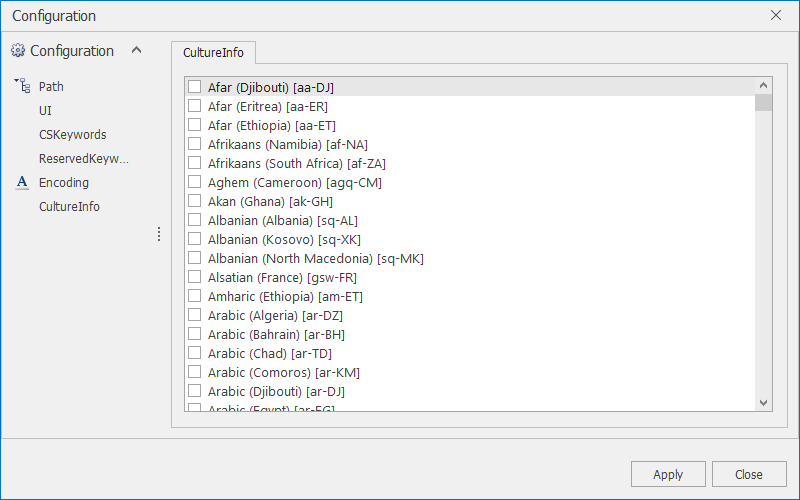 Configuration
Configuration
Path
UI
CSKeywords
ReservedKeyw...
A Encoding
CultureInfo
CultureInfo
Afar (Djibouti) [aa-DJ]
Afar (Eritrea) [aa-ER]
Afar (Ethiopia) [aa-ET]
Afrikaans (Namibia) [af-NA]
Afrikaans (South Africa) [af-ZA]
Aghem (Cameroon) [agq-CM]
Akan (Ghana) [ak-GH]
Albanian (Albania) [sq-AL]
Albanian (Kosovo) [sq-XK]
Albanian (North Macedonia) [sq-MK]
Alsatian (France) [gsw-FR]
Amharic (Ethiopia) [am-ET]
Arabic (Algeria) [ar-DZ]
Arabic (Bahrain) [ar-BH]
Arabic (Chad) [ar-TD]
Arabic (Comoros) [ar-KM]
Arabic (Djibouti) [ar-DJ]
Arabic (Egypt) [ar-EG]
Apply Close